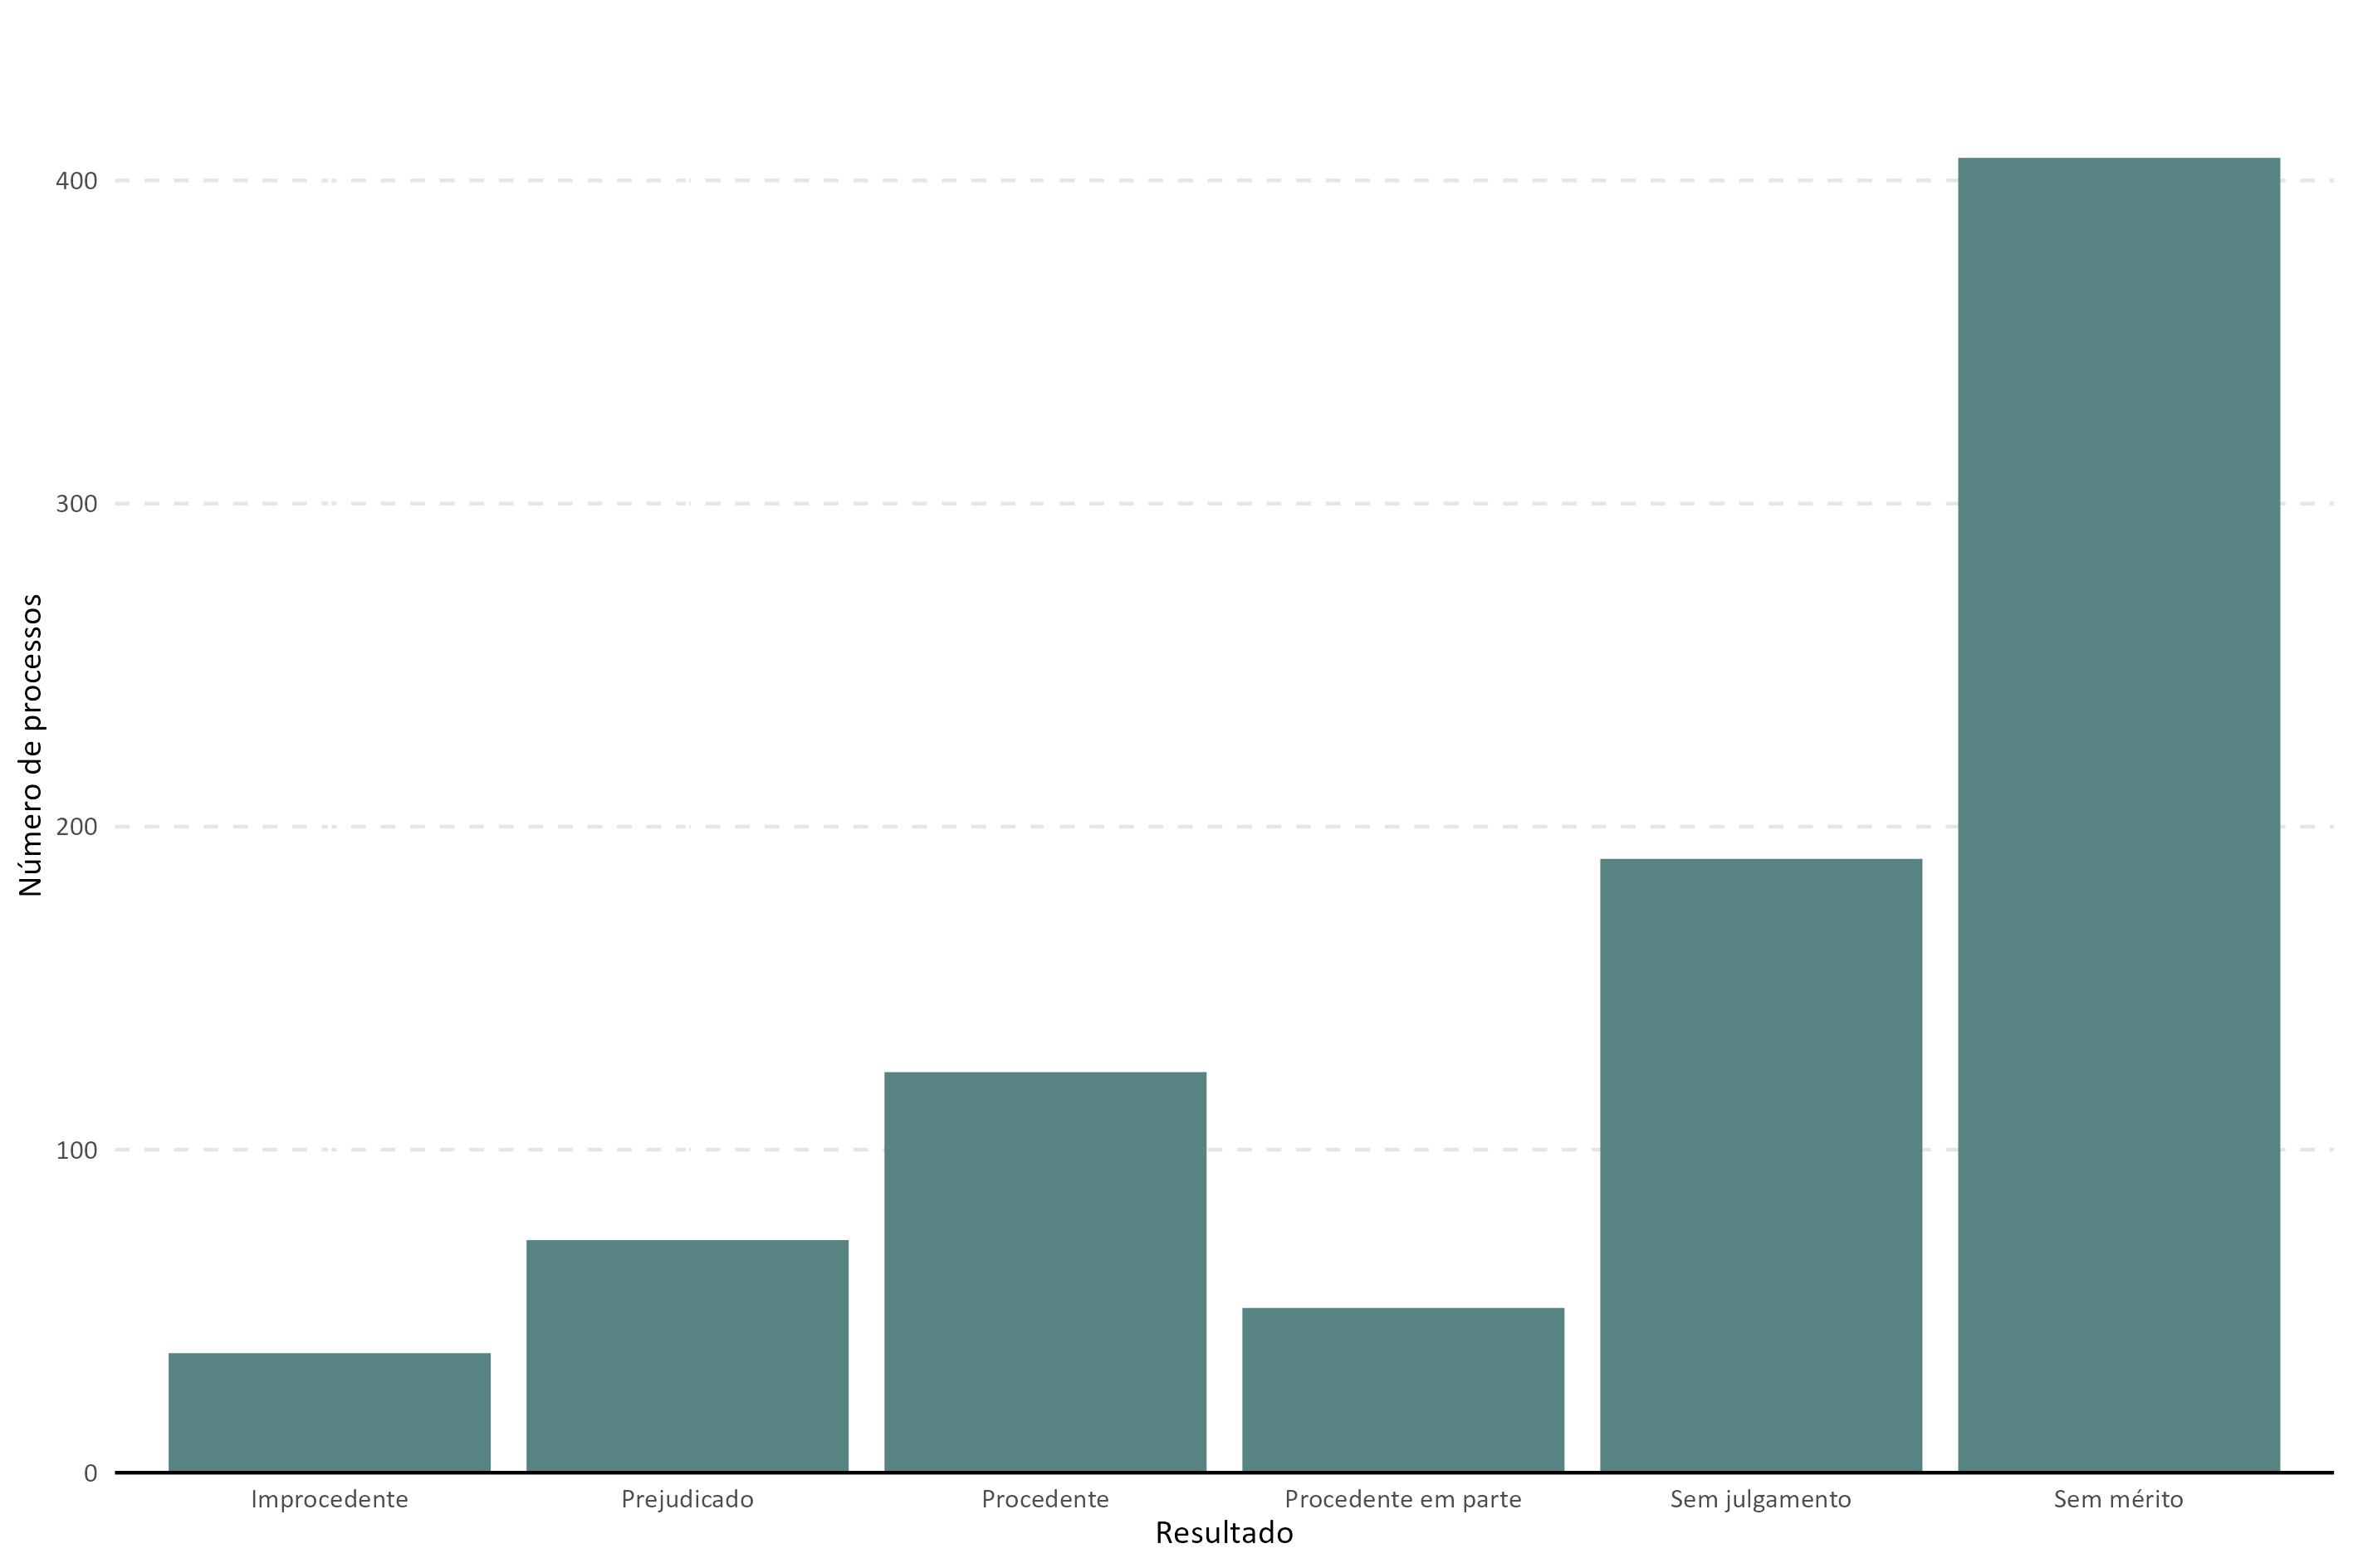 Número de processos
400
300
200
100
0
Improcedente
Prejudicado
Procedente
Procedente em parte
Sem julgamento
Sem mérito
Resultado